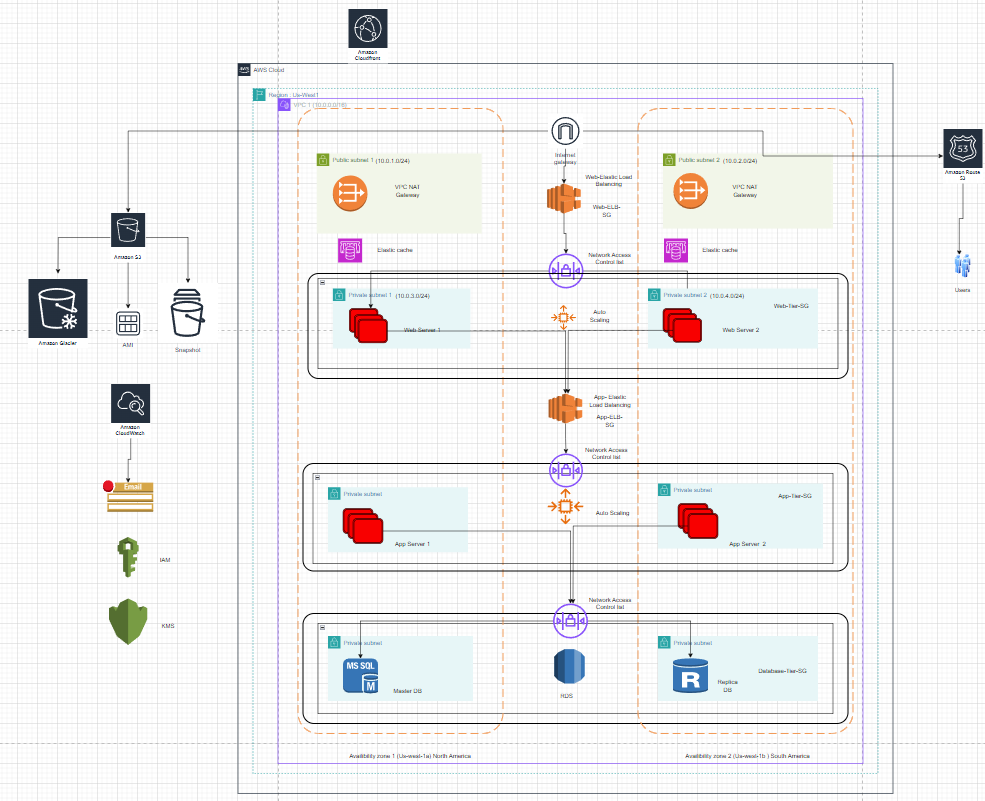 Amazon
Cloudfront
aws
AWS Cloud
Region : Us-West1
VPC 1 (10.0.0.0/16)
Internet
gateway
Public subnet 1 (10.0.1.0/24)
VPC NAT
Gateway
Web-Elastic Load
Balancing
Web-ELB-
SG
Public subnet 2 (10.0.2.0/24)
VPC NAT
Gateway
53
Amazon Route
53
Users
Amazon S3
Amazon Glacier
AMI
Snapshot
Elastic cache
Network Access
Control list
Elastic cache
Private subnet 1 (10.0.3.0/24)
Web Server 1
Auto
Scaling
Private subnet 2 (10.0.4.0/24)
Web-Tier-SG
Web Server 2
Amazon
CloudWatch
App- Elastic
Load Balancing
App-ELB-
SG
Network Access
Control list
Email
Private subnet
App Server 1
Auto Scaling
Private subnet
App-Tier-SG
App Server 2
IAM
KMS
Network Access
Control list
Private subnet
MS SQL
M
Master DB
RDS
Private subnet
R
Replica
DB
Database-Tier-SG
Availibility zone 1 (Us-west-1a) North America
Availibility zone 2 (Us-west-1b ) South America